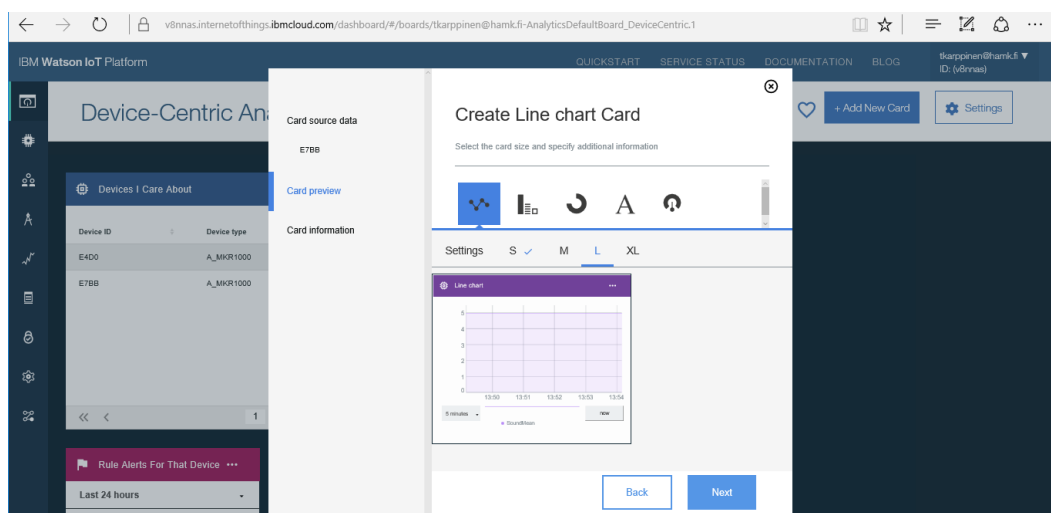 v8nnas.internetofthings.ibmcloud.com/dashboard/#/boards/tkarppinen@hamk.fi-AnalyticsDefaultBoard_DeviceCentric.1
IBM Watson IoT Platform
QUICKSTART SERVICE STATUS DOCUMENTATION BLOG
tkarppinen@hamk.fi ▼
ID: (v8nnas)
Device-Centric Ana
+ Add New Card
Settings
Devices I Care About
Device ID Device type
E4D0 A_MKR1000
E7BB A_MKR1000
1
Rule Alerts For That Device
Last 24 hours
Card source data
E7BB
Card preview
Card information
Create Line chart Card
Select the card size and specify additional information
A
Settings S M L XL
Line chart
5
4
3
2
1
0
13:50 13:51 13:52 13:53 13:54
5 minutes now
SoundMean
Back Next